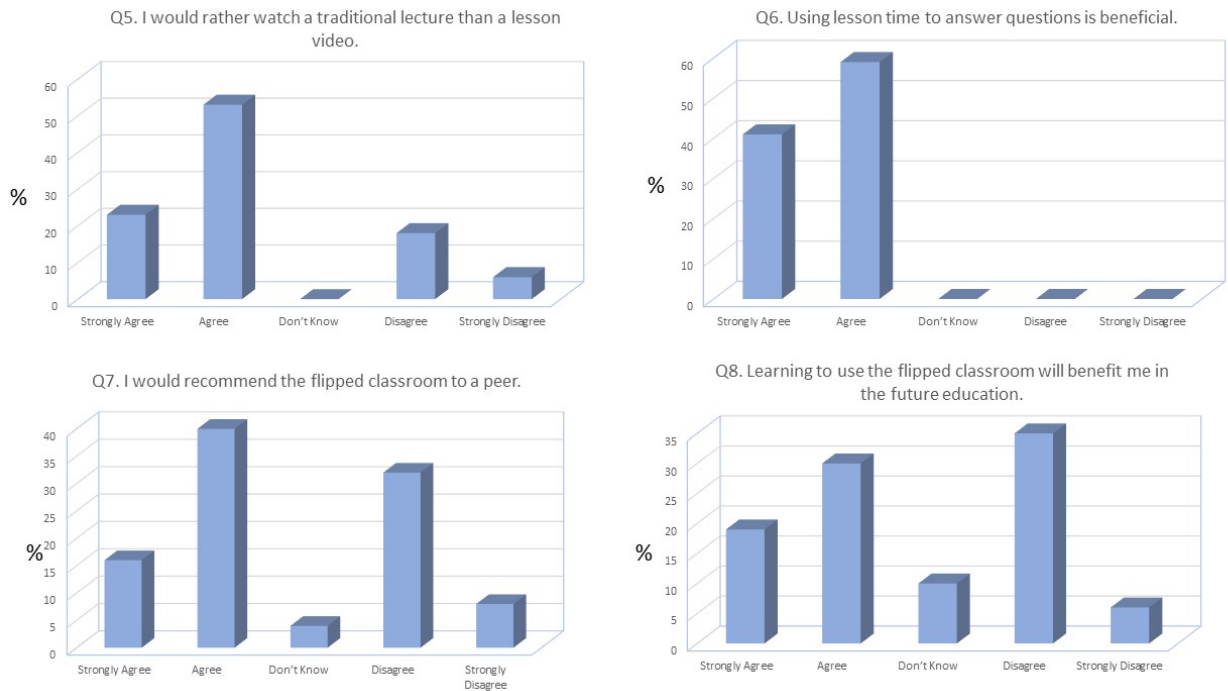 Q5. I would rather watch a traditional lecture than a lesson
video.
60
50
40
30
20
10
0
%
Strongly Agree
Agree
Don't Know
Disagree
Strongly Disagree
Q6. Using lesson time to answer questions is beneficial.
60
50
40
30
20
10
0
%
Strongly Agree
Agree
Don't Know
Disagree
Strongly Disagree
Q7. I would recommend the flipped classroom to a peer.
40
35
30
25
20
15
10
5
0
%
Strongly Agree
Agree
Don't Know
Disagree
Strongly
Disagree
Q8. Learning to use the flipped classroom will benefit me in
the future education.
35
30
25
20
15
10
5
0
%
Strongly Agree
Agree
Don't Know
Disagree
Strongly Disagree